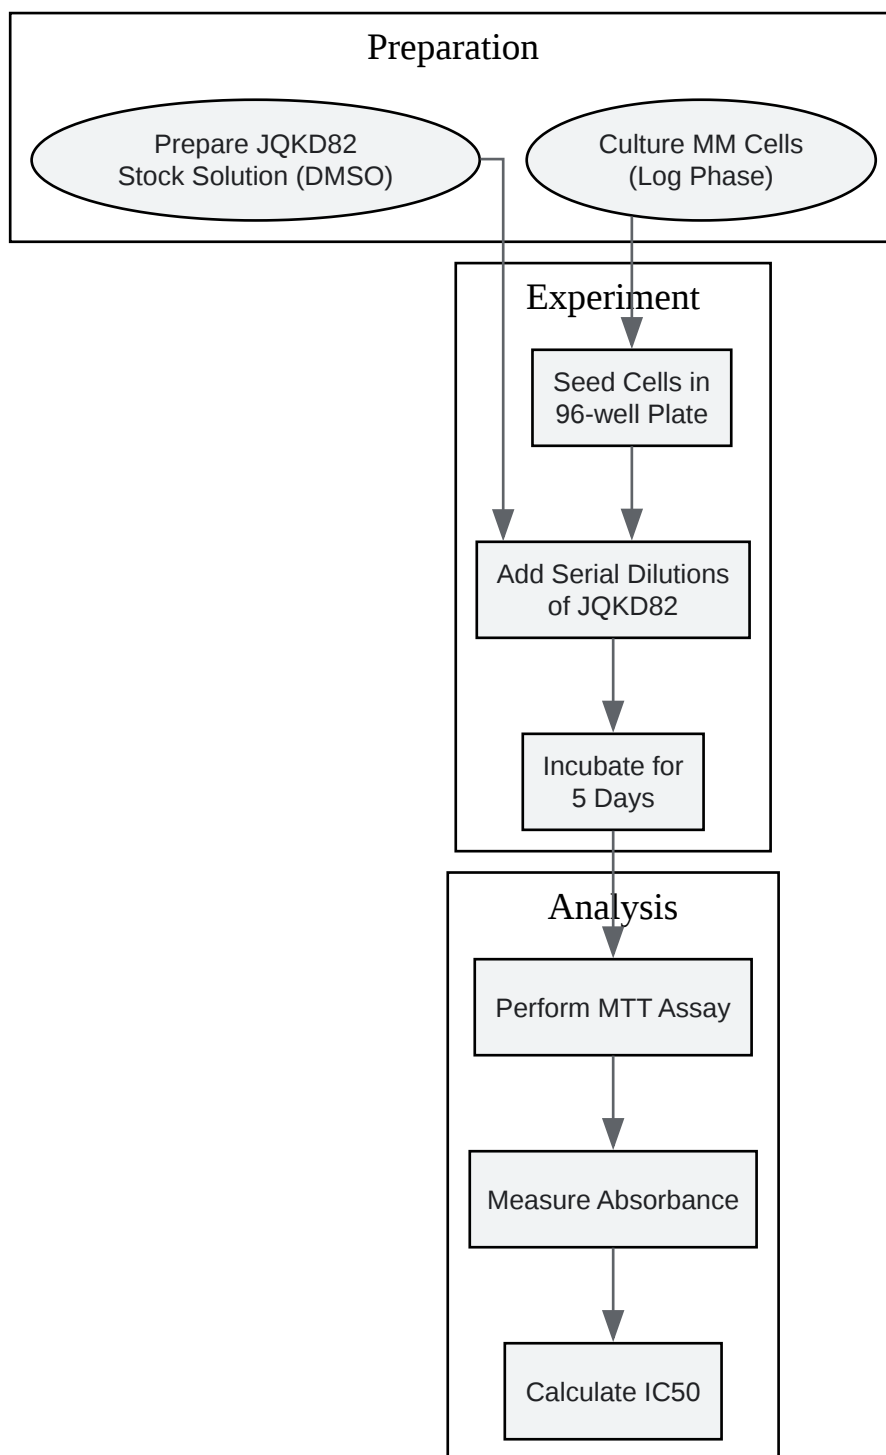 Preparation
Prepare JQKD82
Stock Solution (DMSO)
Culture MM Cells
(Log Phase)
Experiment
Seed Cells in
96-well Plate
Add Serial Dilutions
of JQKD82
Incubate for
5 Days
Analysis
Perform MTT Assay
Measure Absorbance
Calculate IC50